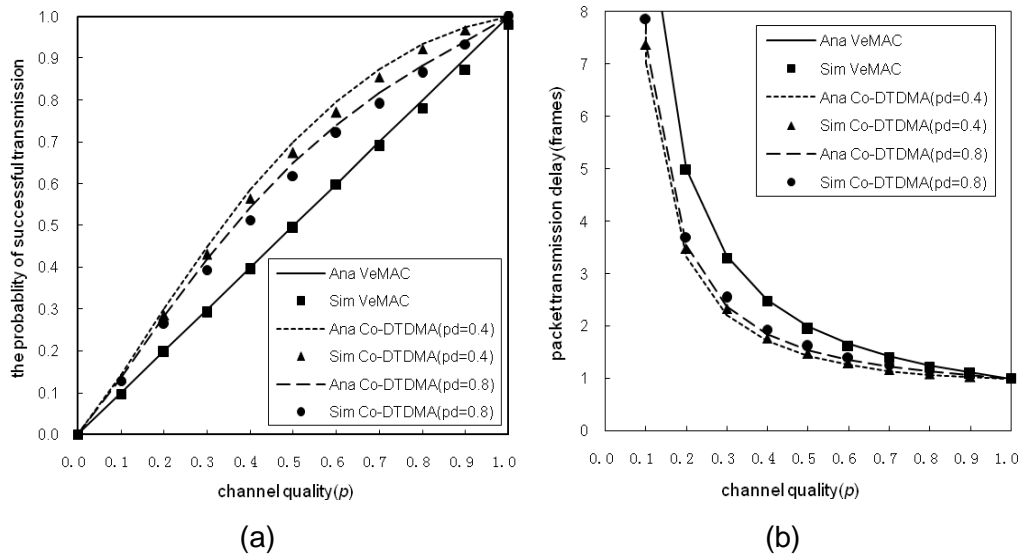 the probablity of successful transmission
1.0
0.9
0.8
0.7
0.6
0.5
0.4
0.3
0.2
0.1
0.0
Ana VeMAC
Sim VeMAC
Ana Co-DTDMA(pd=0.4)
Sim Co-DTDMA(pd=0.4)
Ana Co-DTDMA(pd=0.8)
Sim Co-DTDMA(pd=0.8)
0.0 0.1 0.2 0.3 0.4 0.5 0.6 0.7 0.8 0.9 1.0
channel quality(p)
(a)
packet transmission delay (frames)
8
7
6
5
4
3
2
1
0
Ana VeMAC
Sim VeMAC
Ana Co-DTDMA(pd=0.4)
Sim Co-DTDMA(pd=0.4)
Ana Co-DTDMA(pd=0.8)
Sim Co-DTDMA(pd=0.8)
0.0 0.1 0.2 0.3 0.4 0.5 0.6 0.7 0.8 0.9 1.0
channel quality(p)
(b)